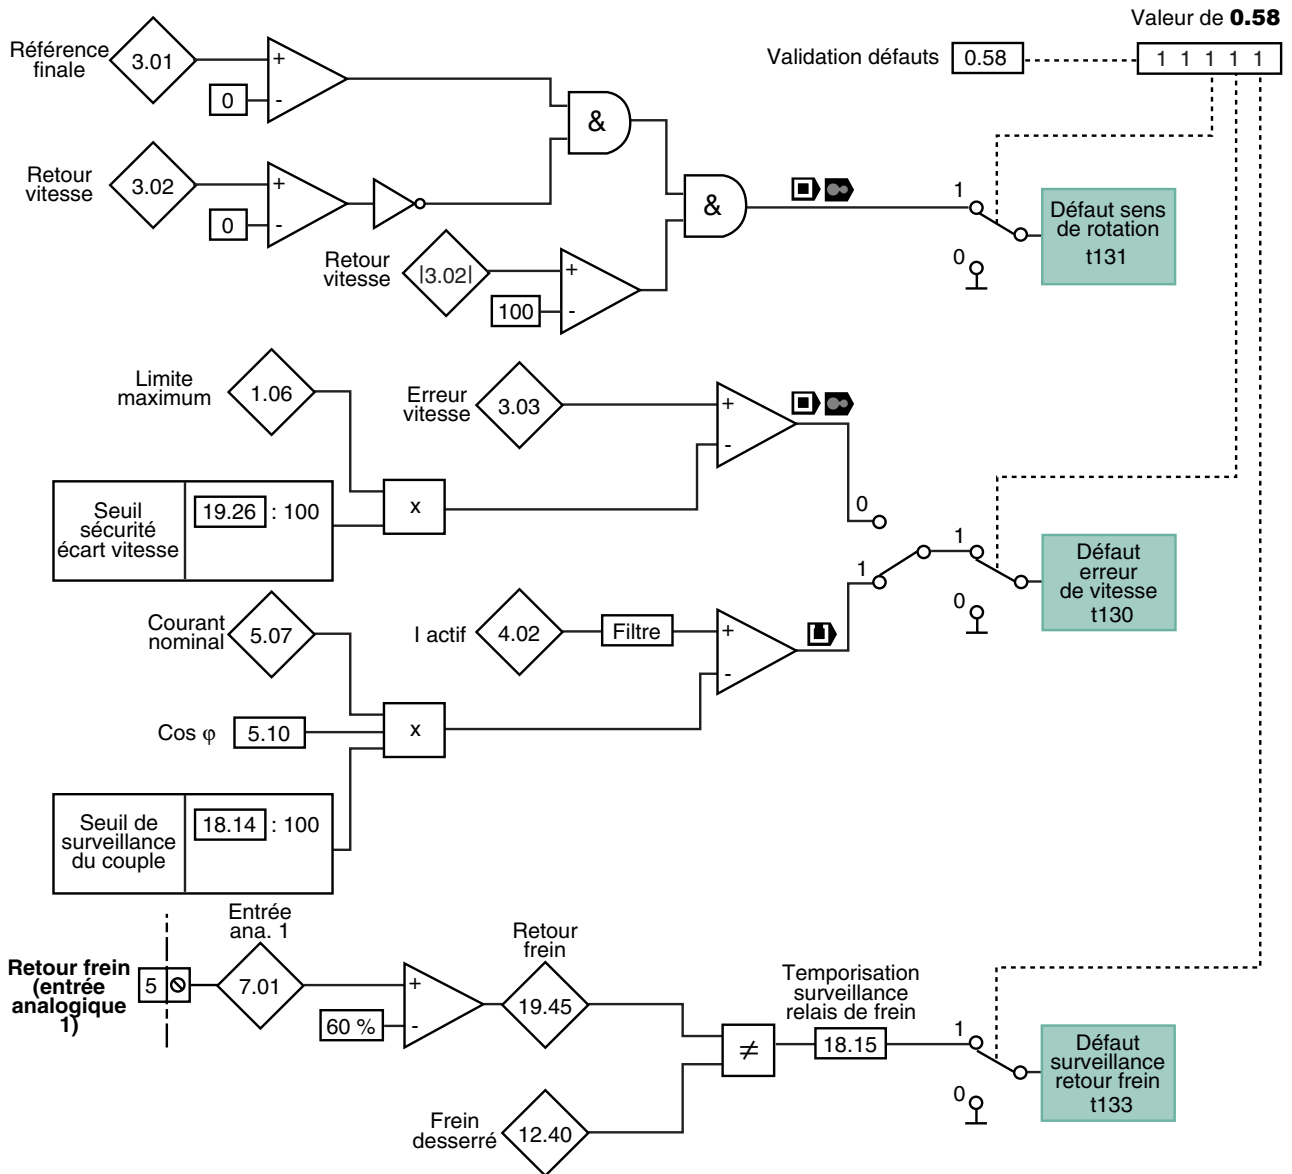 Valeur de 0.58
Validation défauts 0.58 1 1 1 1 1
Référence
finale
3.01
+
0
-
&
Retour
vitesse
3.02
+
0
-
&
1
0
Défaut sens
de rotation
t131
Retour
vitesse
|3.02|
+
100
-
Limite
maximum
1.06
Erreur
vitesse
3.03
+
-
Seuil
sécurité
écart vitesse
19.26 : 100
x
0
1
1
0
Défaut
erreur
de vitesse
t130
Courant
nominal
5.07
I actif
4.02
Filtre
+
-
Cos φ
5.10
x
Seuil de
surveillance
du couple
18.14 : 100
Retour frein
(entrée
analogique
1)
5
Entrée
ana. 1
7.01
+
60 %
-
Retour
frein
19.45
≠
Temporisation
surveillance
relais de frein
18.15
1
0
Défaut
surveillance
retour frein
t133
Frein
desserré
12.40